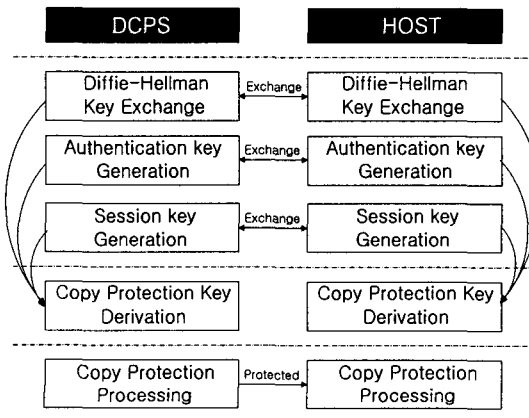 DCPS HOST
Diffie-Hellman Key Exchange Exchange Diffie-Hellman Key Exchange
Authentication key Generation Exchange Authentication key Generation
Session key Generation Exchange Session key Generation
Copy Protection Key Derivation Copy Protection Key Derivation
Copy Protection Processing Protected Copy Protection Processing